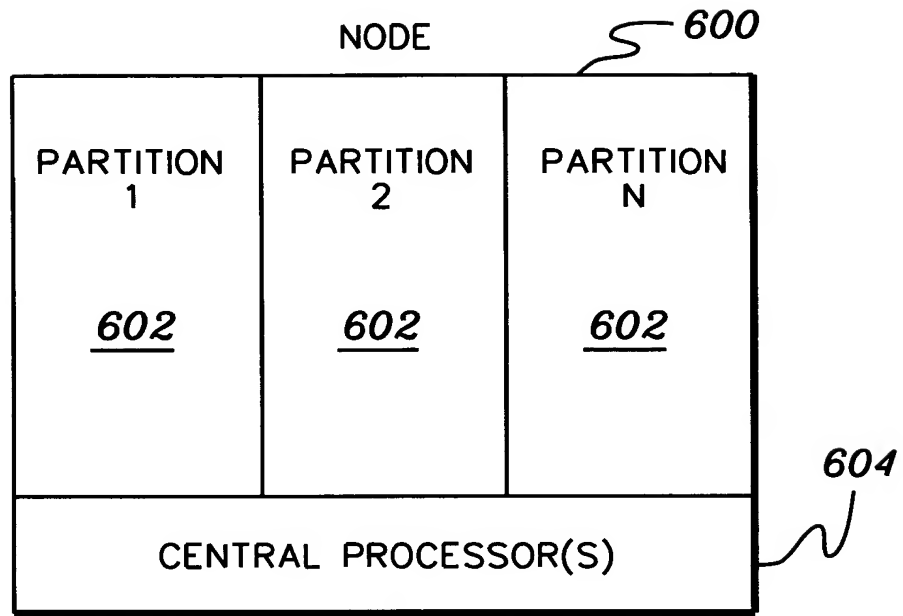 NODE
600
PARTITION
1
PARTITION
2
PARTITION
N
602
602
602
604
CENTRAL PROCESSOR(S)